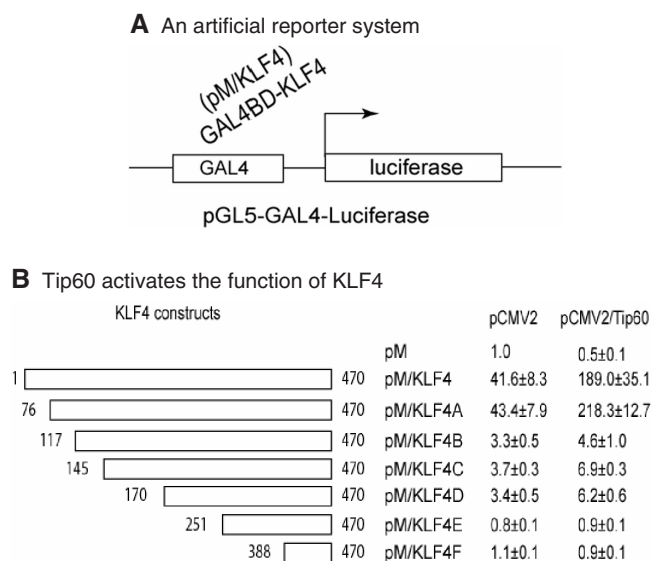 A An artificial reporter system
(pM/KLF4)
GAL4BD-KLF4
GAL4
luciferase
pGL5-GAL4-Luciferase
B Tip60 activates the function of KLF4
KLF4 constructs pCMV2 pCMV2/Tip60
pM 1.0 0.5±0.1
1 470 pM/KLF4 41.6±8.3 189.0±35.1
76 470 pM/KLF4A 43.4±7.9 218.3±12.7
117 470 pM/KLF4B 3.3±0.5 4.6±1.0
145 470 pM/KLF4C 3.7±0.3 6.9±0.3
170 470 pM/KLF4D 3.4±0.5 6.2±0.6
251 470 pM/KLF4E 0.8±0.1 0.9±0.1
388 470 pM/KLF4F 1.1±0.1 0.9±0.1